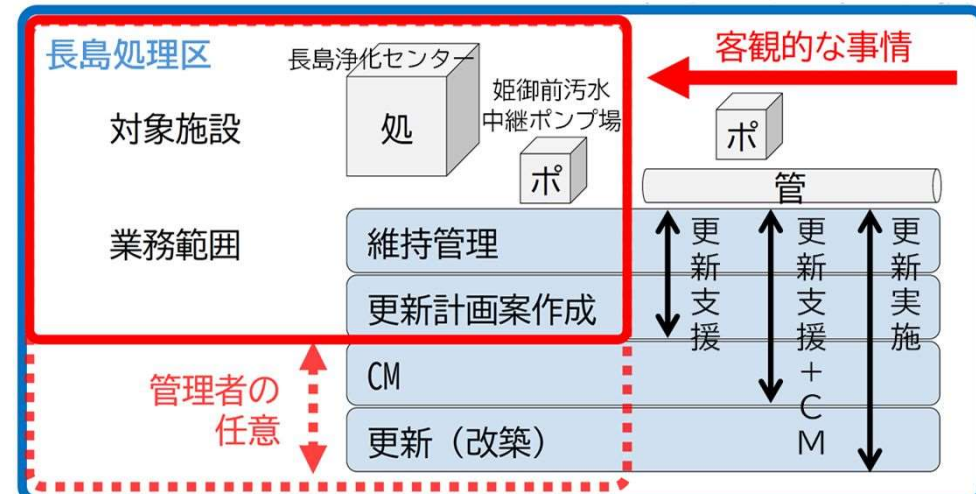 長島処理区
長島浄化センター
客観的な事情
姫御前汚水
中継ポンプ場
対象施設
処
ポ
ポ
管
業務範囲
維持管理
更新計画案作成
CM
更新（改築）
更新支援
更新支援＋CM
更新実施
管理者の
任意